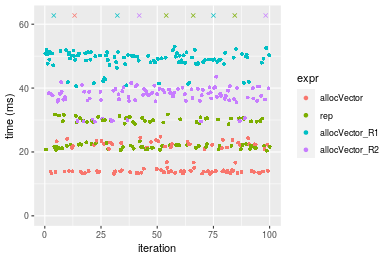 60
40
20
0
time (ms)
0
25
50
75
100
iteration
expr
allocVector
rep
allocVector_R1
allocVector_R2